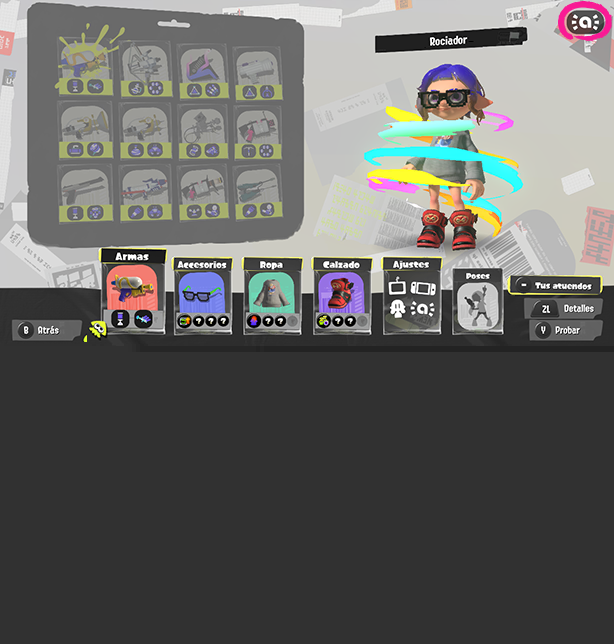 Rociador
a
Armas
Accesorios
Ropa
Calzado
Ajustes
a
Poses
- Tus atuendos
ZL Detalles
B Atrás
Y Probar
? ? ?
? ?
? ?